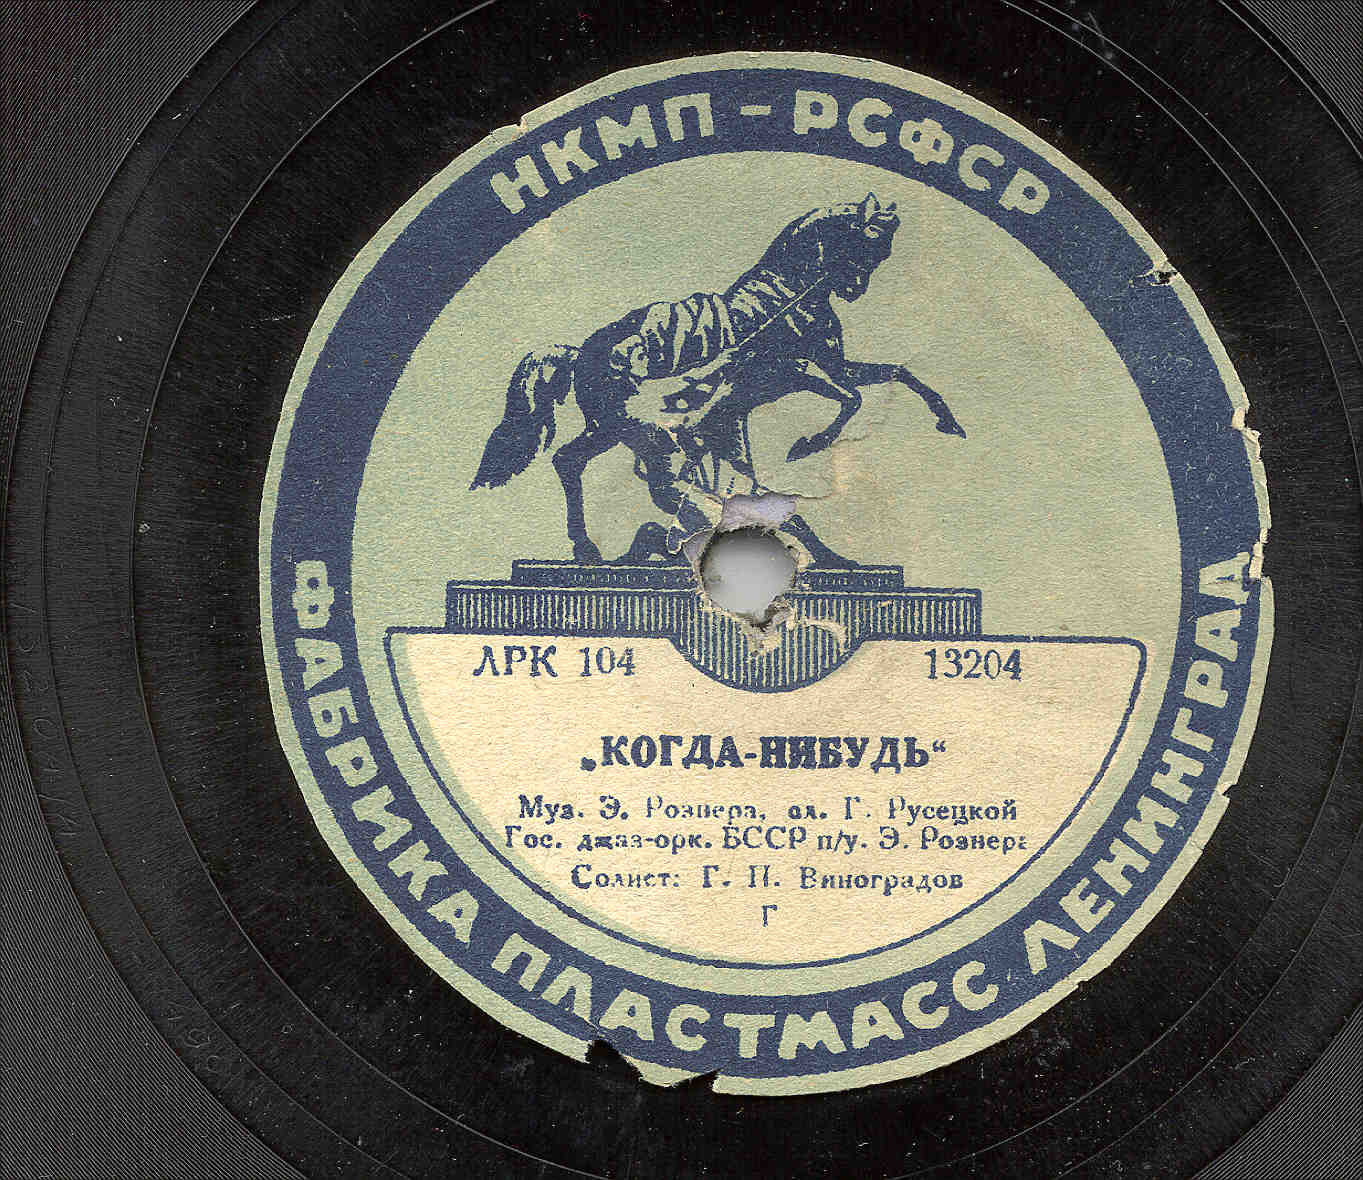 НКМП - РСФСР
ЛРК 104
13204
„КОГДА-НИБУДЬ“
Муз. Э. Рознера, сл. Г. Русецкой
Гос. джаз-орк. БССР п/у. Э. Рознера
Солист: Г. П. Виноградов
Г
ФАБРИКА ПЛАСТМАСС ЛЕНИНГРАД